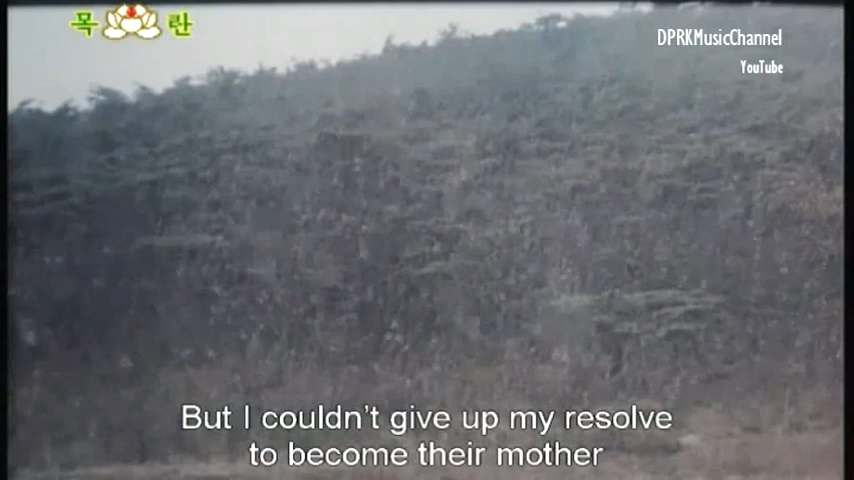 목란
DPRKMusicChannel
YouTube
But I couldn't give up my resolve
to become their mother